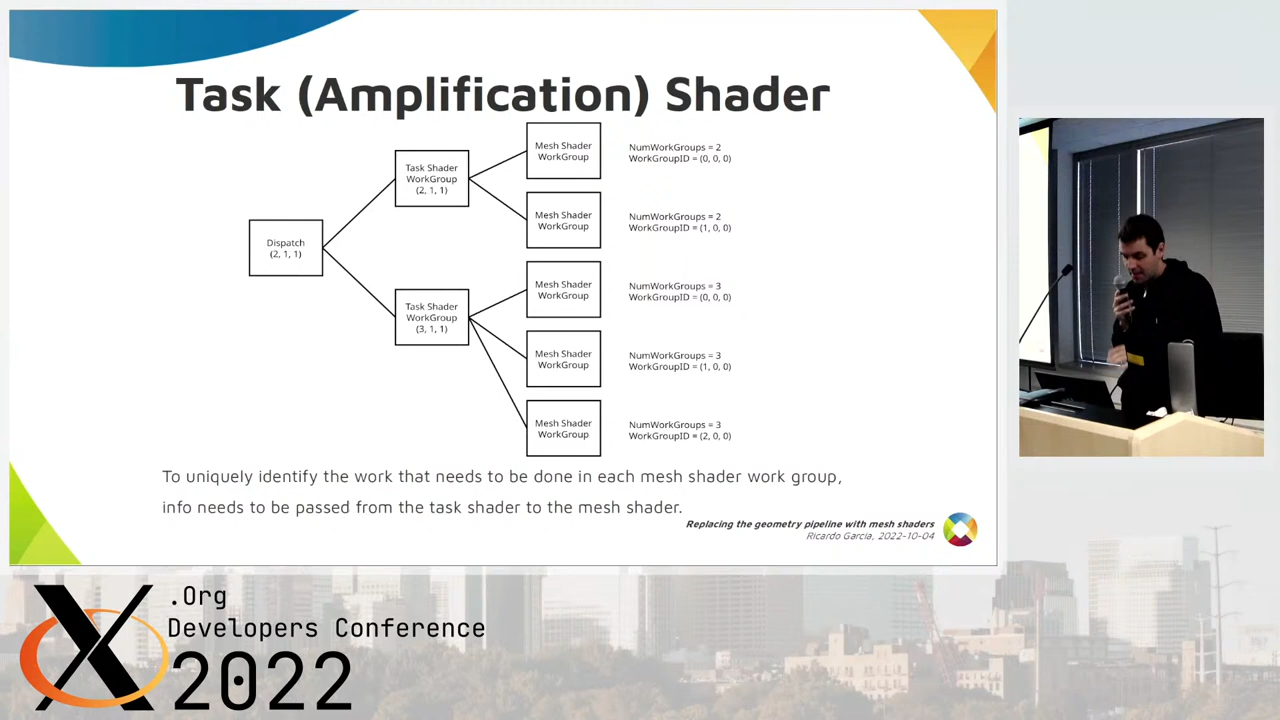 Task (Amplification) Shader
Dispatch
(2, 1, 1)
Task Shader
WorkGroup
(2, 1, 1)
Task Shader
WorkGroup
(3, 1, 1)
Mesh Shader
WorkGroup
NumWorkGroups = 2
WorkGroupID = (0, 0, 0)
Mesh Shader
WorkGroup
NumWorkGroups = 2
WorkGroupID = (1, 0, 0)
Mesh Shader
WorkGroup
NumWorkGroups = 3
WorkGroupID = (0, 0, 0)
Mesh Shader
WorkGroup
NumWorkGroups = 3
WorkGroupID = (1, 0, 0)
Mesh Shader
WorkGroup
NumWorkGroups = 3
WorkGroupID = (2, 0, 0)
To uniquely identify the work that needs to be done in each mesh shader work group,
info needs to be passed from the task shader to the mesh shader.
Replacing the geometry pipeline with mesh shaders
Ricardo Garcia, 2022-10-04
X
.Org
Developers Conference
2022